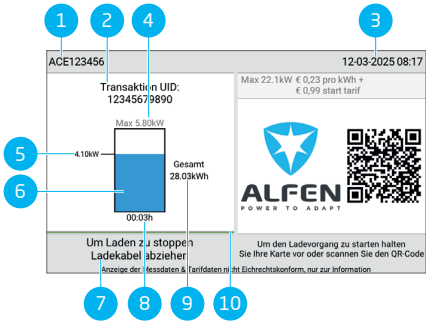 1
2
4
3
ACE123456
12-03-2025 08:17
Transaktion UID:
12345679890
Max 22.1kW € 0,23 pro kWh +
€ 0,99 start tarif
Max 5.80kW
5
4.10kW
Gesamt
28.03kWh
6
ALFEN
POWER TO ADAPT
00:03h
Um Laden zu stoppen
Ladekabel abziehen
Um den Ladevorgang zu starten halten
Sie Ihre Karte vor oder scannen Sie den QR-Code
Anzeige der Messdaten & Tarifdaten nicht Eichrechtskonform, nur zur Information
7
8
9
10